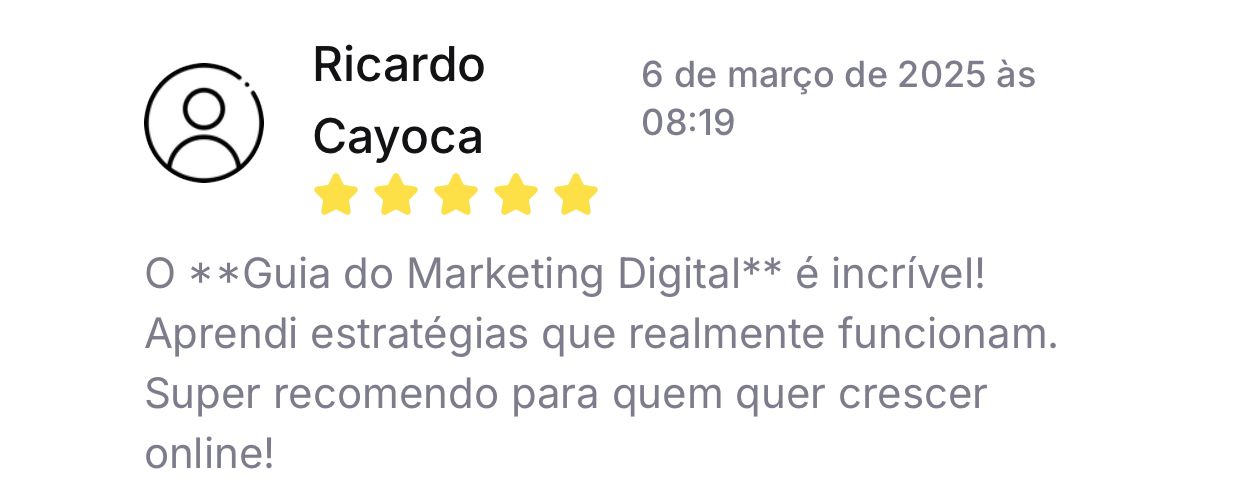 Ricardo
Cayoca
6 de março de 2025 às
08:19
O **Guia do Marketing Digital** é incrível!
Aprendi estratégias que realmente funcionam.
Super recomendo para quem quer crescer
online!